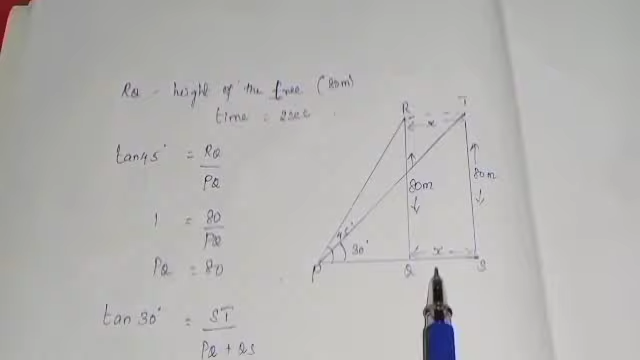 RQ - height of the tree (80m)
time = 2sec
tan45° = RQ
PQ
1 = 80
PQ
PQ = 80
tan 30° = ST
PQ + QS
R
T
x
80m
80m
45°
30°
x
P
Q
S